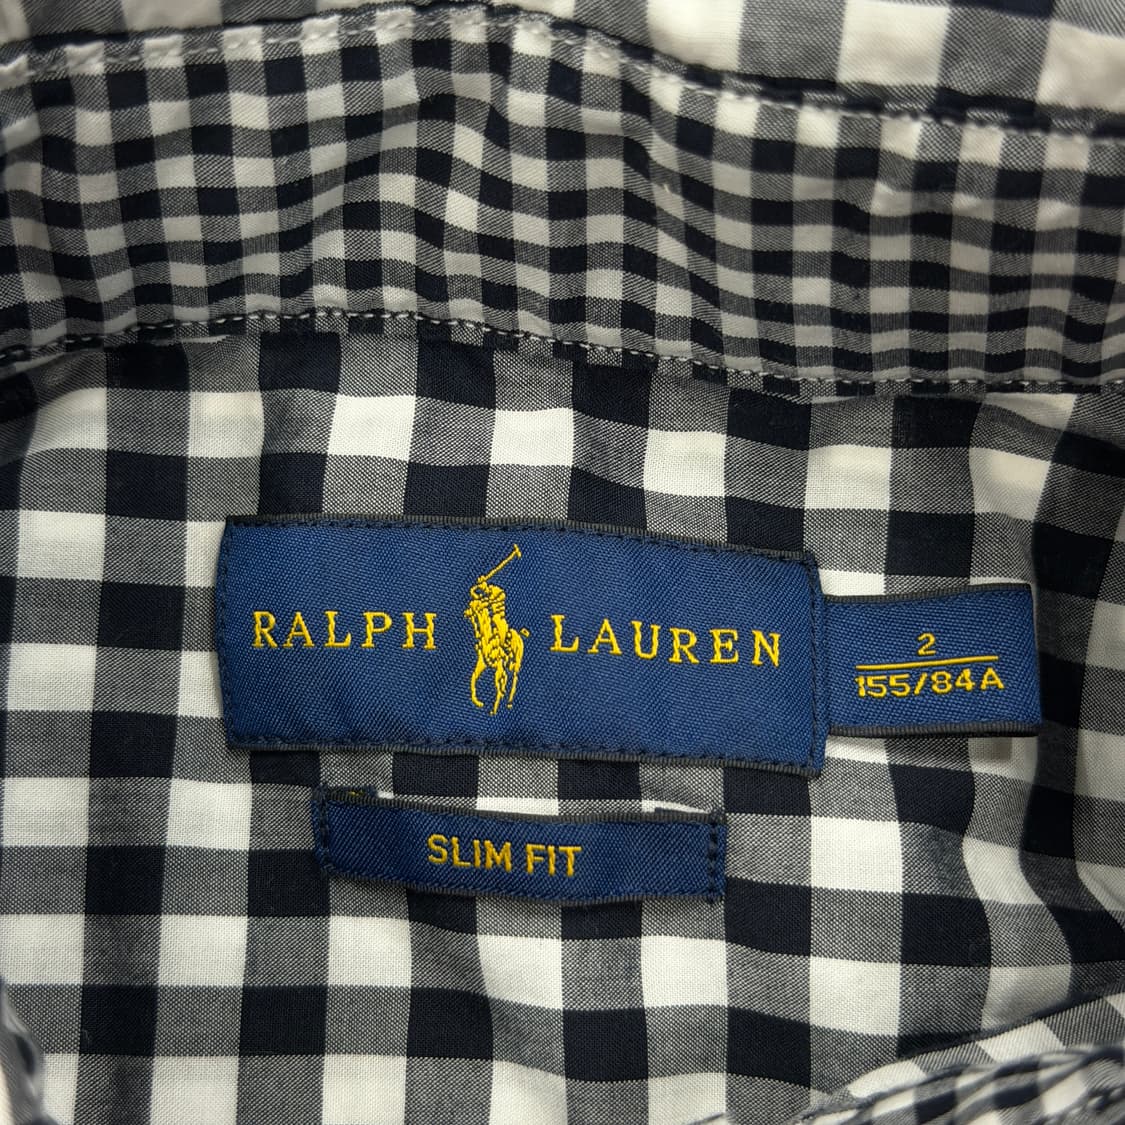 RALPH LAUREN
2
155/84A
SLIM FIT